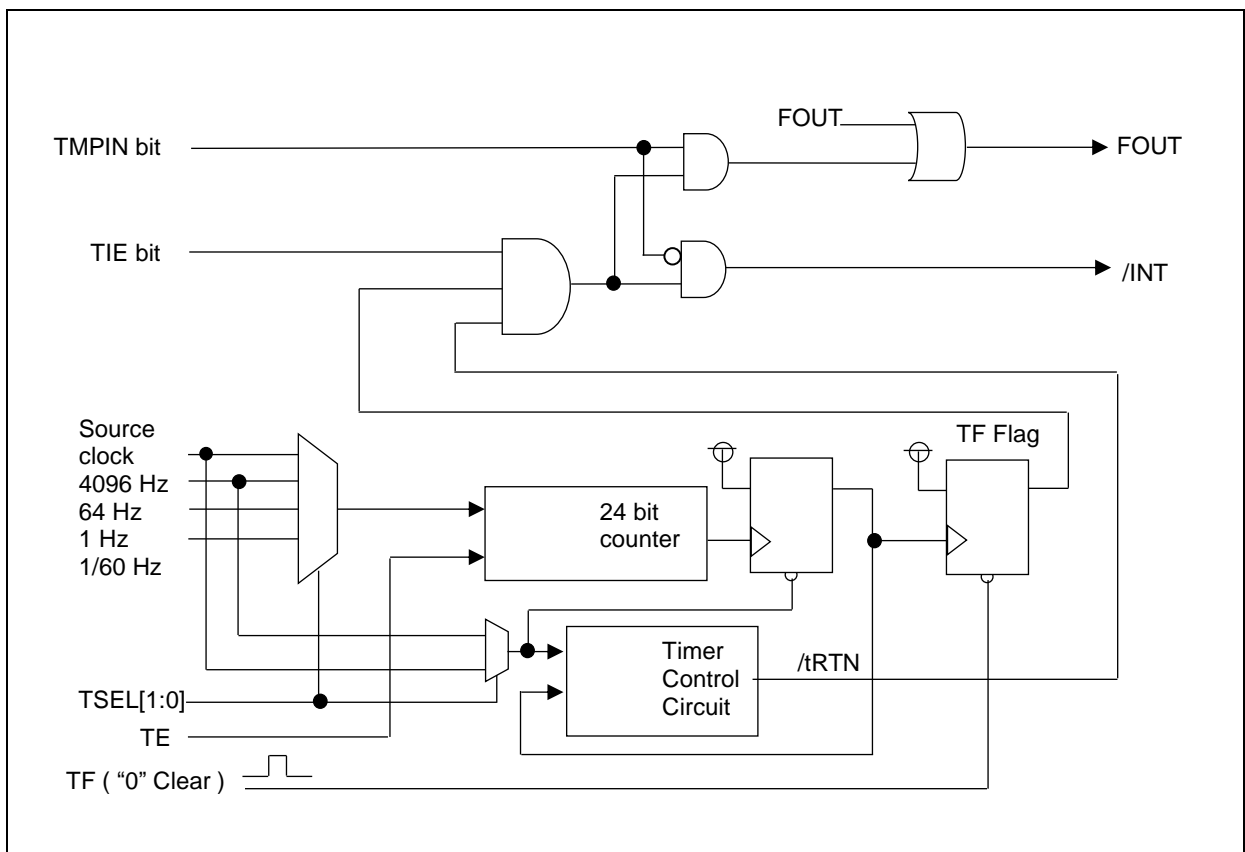 FOUT
TMPIN bit
FOUT
TIE bit
/INT
Source
clock
4096 Hz
64 Hz
1 Hz
1/60 Hz
TF Flag
24 bit
counter
Timer
Control
Circuit
/tRTN
TSEL[1:0]
TE
TF ( “0” Clear )